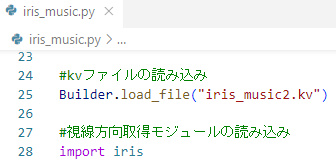 iris_music.py ×
iris_music.py > ...
23
24 #kvファイルの読み込み
25 Builder.load_file("iris_music2.kv")
26
27 #視線方向取得モジュールの読み込み
28 import iris